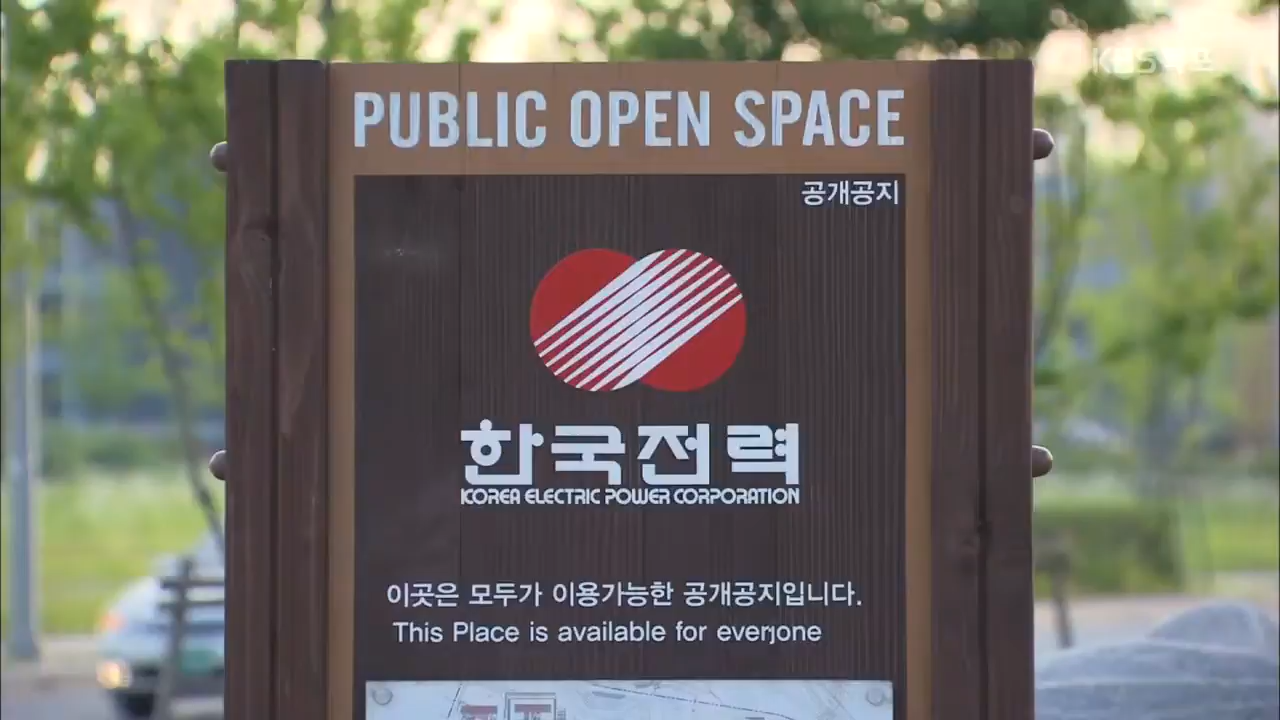 PUBLIC OPEN SPACE
공개공지
한국전력
KOREA ELECTRIC POWER CORPORATION
이곳은 모두가 이용가능한 공개공지입니다.
This Place is available for everyone